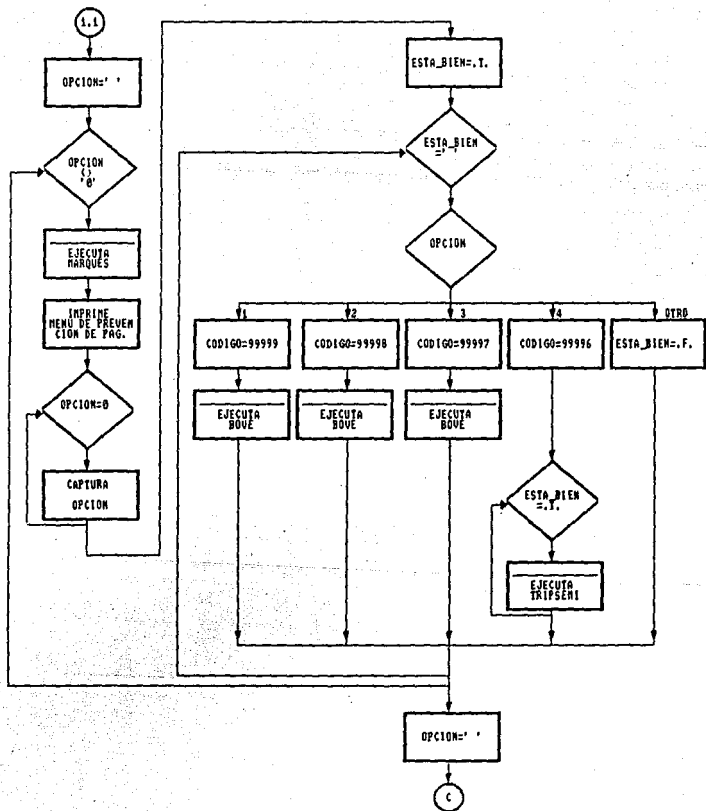 1.1
OPCION=' '
OPCION
<>
'0'
EJECUTA
MARQUES
IMPRIME
MENU DE PREVEN
CION DE PAG.
OPCION=0
CAPTURA
OPCION
ESTA_BIEN=.T.
ESTA_BIEN
=' '
OPCION
1
CODIGO=99999
EJECUTA
BOVE
2
CODIGO=99998
EJECUTA
BOVE
3
CODIGO=99997
EJECUTA
BOVE
4
CODIGO=99996
ESTA_BIEN
=.T.
EJECUTA
TRIPSEM1
OTRO
ESTA_BIEN=.F.
OPCION=' '
C